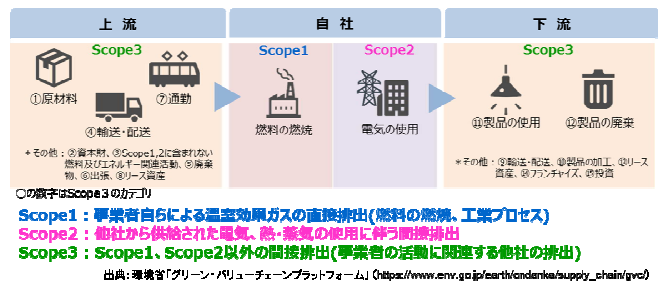 上 流
自 社
下 流
Scope3
Scope1
Scope2
Scope3
①原材料
⑦通勤
④輸送・配送
燃料の燃焼
電気の使用
⑪製品の使用
⑫製品の廃棄
*その他：②資本財、③Scope1,2に含まれない
燃料及びエネルギー関連活動、⑤廃棄
物、⑥出張、⑧リース資産
*その他・⑨輸送・配送、⑩製品の加工、⑬リース
資産、⑭フランチャイズ、⑮投資
○の数字はScope３のカテゴリ
Scope1：事業者自らによる温室効果ガスの直接排出(燃料の燃焼、工業プロセス)
Scope2：他社から供給された電気、熱・蒸気の使用に伴う間接排出
Scope3：Scope1、Scope2以外の間接排出(事業者の活動に関連する他社の排出)
出典：環境省「グリーン・バリューチェーンプラットフォーム」（https://www.env.go.jp/earth/ondanka/supply_chain/gvc/）